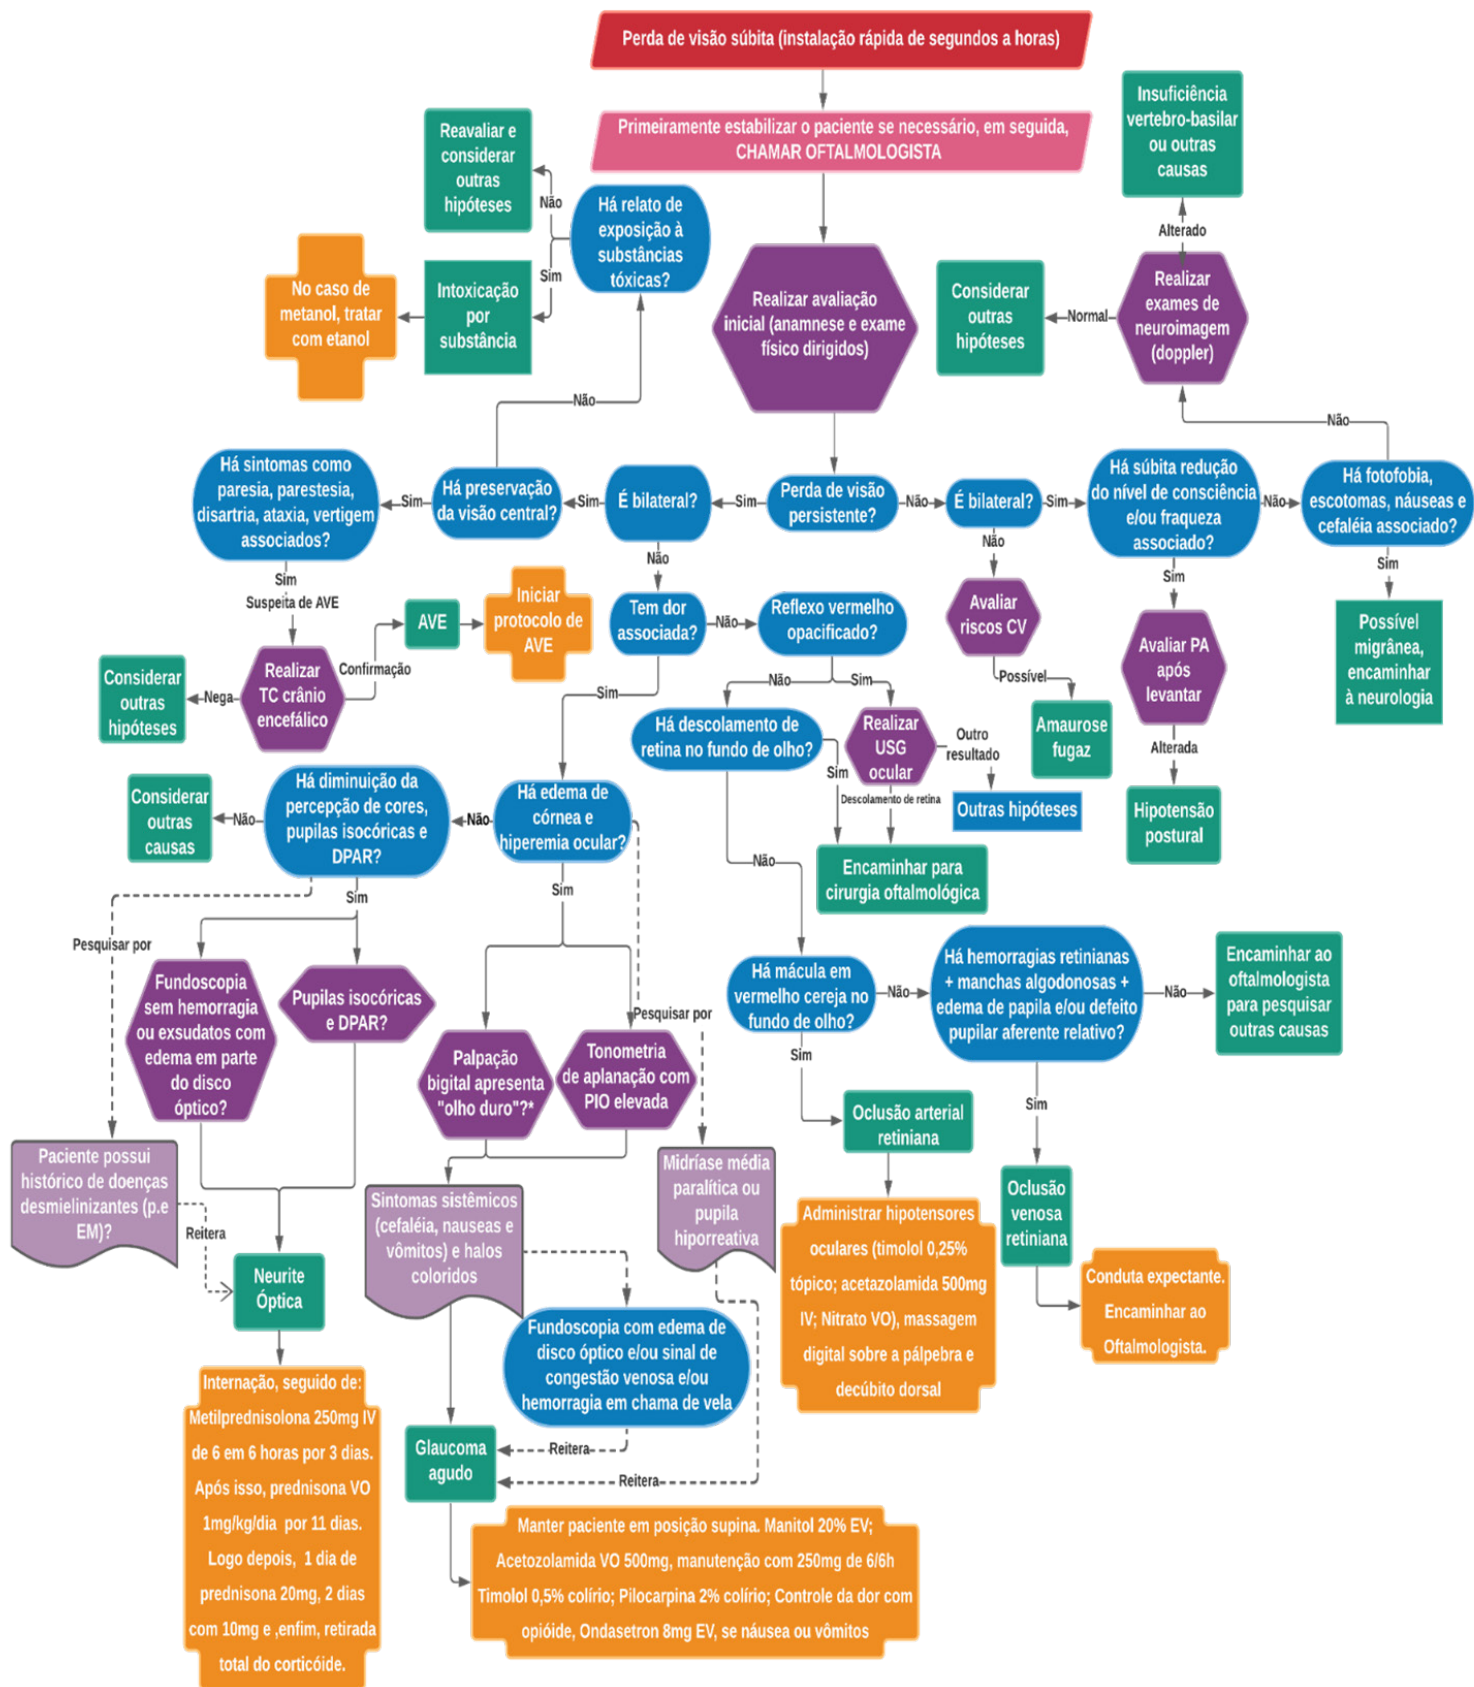 Perda de visão súbita (instalação rápida de segundos a horas)
Primeiramente estabilizar o paciente se necessário, em seguida,
CHAMAR OFTALMOLOGISTA
Insuficiência
vertebro-basilar
ou outras
causas
Reavaliar e
considerar
outras
hipóteses
Não
Há relato de
exposição à
substâncias
tóxicas?
Alterado
Sim
No caso de
metanol, tratar
com etanol
Intoxicação
por
substância
Realizar avaliação
inicial (anamnese e exame
físico dirigidos)
Considerar
outras
hipóteses
Normal
Realizar
exames de
neuroimagem
(doppler)
Não
Não
Há sintomas como
paresia, parestesia,
disartria, ataxia, vertigem
associados?
Sim
Há preservação
da visão central?
Sim
É bilateral?
Sim
Perda de visão
persistente?
Não
É bilateral?
Sim
Há súbita redução
do nível de consciência
e/ou fraqueza
associado?
Não
Há fotofobia,
escotomas, náuseas e
cefaléia associado?
Sim
Suspeita de AVE
Não
Não
Sim
Sim
AVE
Iniciar
protocolo de
AVE
Tem dor
associada?
Não
Reflexo vermelho
opacificado?
Avaliar
riscos CV
Avaliar PA
após
levantar
Possível
migrânea,
encaminhar
à neurologia
Considerar
outras
hipóteses
Nega
Realizar
TC crânio
encefálico
Confirmação
Sim
Não
Sim
Possível
Há descolamento de
retina no fundo de olho?
Realizar
USG
ocular
Outro
resultado
Amaurose
fugaz
Alterada
Sim
Descolamento de retina
Outras hipóteses
Hipotensão
postural
Considerar
outras
causas
Não
Há diminuição da
percepção de cores,
pupilas isocóricas e
DPAR?
Não
Há edema de
córnea e
hiperemia ocular?
Não
Encaminhar para
cirurgia oftalmológica
Sim
Sim
Pesquisar por
Fundoscopia
sem hemorragia
ou exsudatos com
edema em parte
do disco
óptico?
Pupilas isocóricas
e DPAR?
Pesquisar por
Há mácula em
vermelho cereja no
fundo de olho?
Não
Há hemorragias retinianas
+ manchas algodonosas +
edema de papila e/ou defeito
pupilar aferente relativo?
Não
Encaminhar ao
oftalmologista
para pesquisar
outras causas
Palpação
bigital apresenta
"olho duro"?*
Tonometria
de aplanação com
PIO elevada
Sim
Sim
Oclusão arterial
retiniana
Paciente possui
histórico de doenças
desmielinizantes (p.e
EM)?
Reitera
Sintomas sistêmicos
(cefaléia, nauseas e
vômitos) e halos
coloridos
Midríase média
paralítica ou
pupila
hiporreativa
Oclusão
venosa
retiniana
Administrar hipotensores
oculares (timolol 0,25%
tópico; acetazolamida 500mg
IV; Nitrato VO), massagem
digital sobre a pálpebra e
decúbito dorsal
Conduta expectante.
Encaminhar ao
Oftalmologista.
Neurite
Óptica
Fundoscopia com edema de
disco óptico e/ou sinal de
congestão venosa e/ou
hemorragia em chama de vela
Internação, seguido de:
Metilprednisolona 250mg IV
de 6 em 6 horas por 3 dias.
Após isso, prednisona VO
1mg/kg/dia por 11 dias.
Logo depois, 1 dia de
prednisona 20mg, 2 dias
com 10mg e ,enfim, retirada
total do corticóide.
Glaucoma
agudo
Reitera
Reitera
Manter paciente em posição supina. Manitol 20% EV;
Acetozolamida VO 500mg, manutenção com 250mg de 6/6h
Timolol 0,5% colírio; Pilocarpina 2% colírio; Controle da dor com
opióide, Ondasetron 8mg EV, se náusea ou vômitos